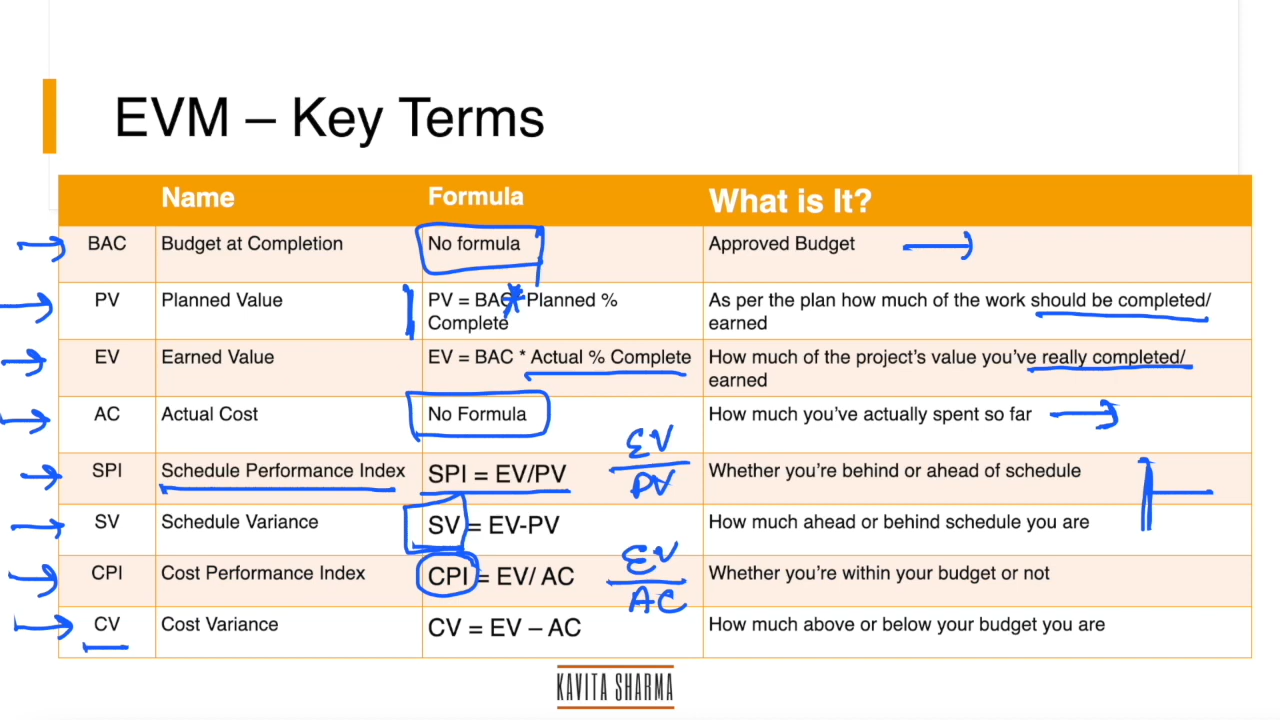 EVM – Key Terms
Name Formula What is It?
BAC Budget at Completion No formula Approved Budget
PV Planned Value PV = BAC * Planned % As per the plan how much of the work should be completed/
Complete earned
EV Earned Value EV = BAC * Actual % Complete How much of the project's value you've really completed/
earned
AC Actual Cost No Formula How much you've actually spent so far
EV
SPI Schedule Performance Index SPI = EV/PV Whether you're behind or ahead of schedule
PV
SV Schedule Variance SV = EV-PV How much ahead or behind schedule you are
EV
CPI Cost Performance Index CPI = EV/ AC Whether you're within your budget or not
AC
CV Cost Variance CV = EV – AC How much above or below your budget you are
KAVITA SHARMA